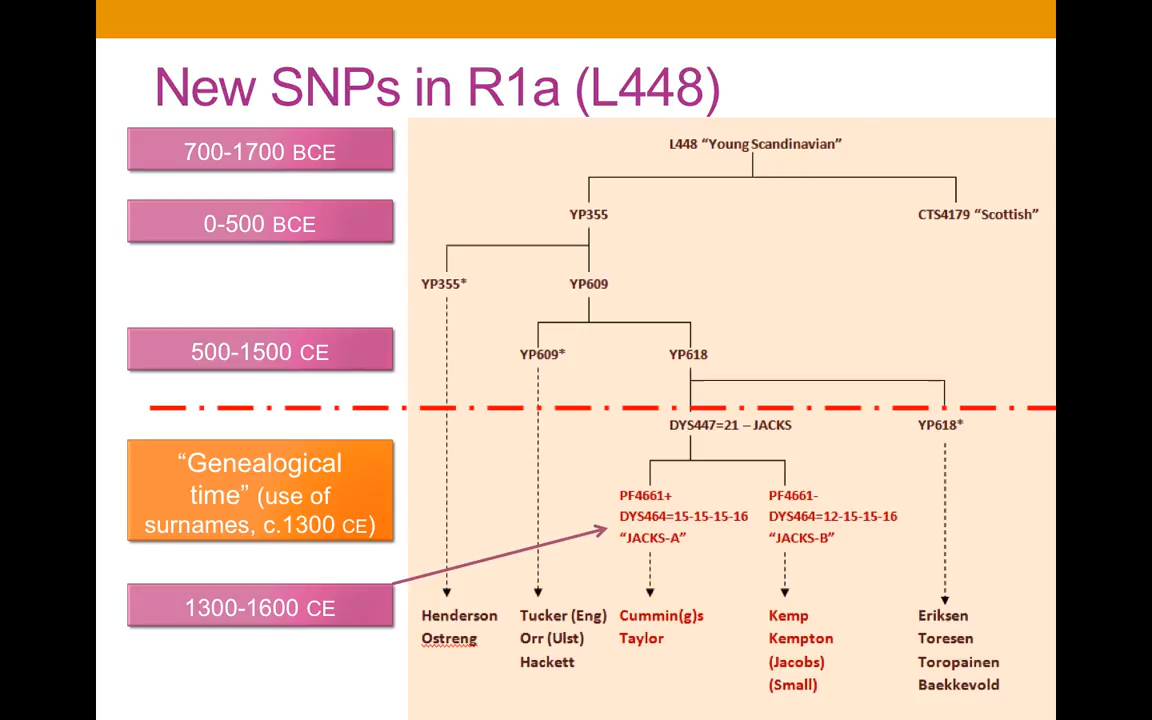 New SNPs in R1a (L448)
700-1700 BCE
0-500 BCE
500-1500 CE
“Genealogical
time” (use of
surnames, c.1300 CE)
1300-1600 CE
L448 “Young Scandinavian”
YP355
CTS4179 “Scottish”
YP355*
YP609
YP609*
YP618
DYS447=21 – JACKS
YP618*
PF4661+
DYS464=15-15-15-16
“JACKS-A”
PF4661-
DYS464=12-15-15-16
“JACKS-B”
Henderson
Ostreng
Tucker (Eng)
Orr (Ulst)
Hackett
Cummin(g)s
Taylor
Kemp
Kempton
(Jacobs)
(Small)
Eriksen
Toresen
Toropainen
Baekkevold